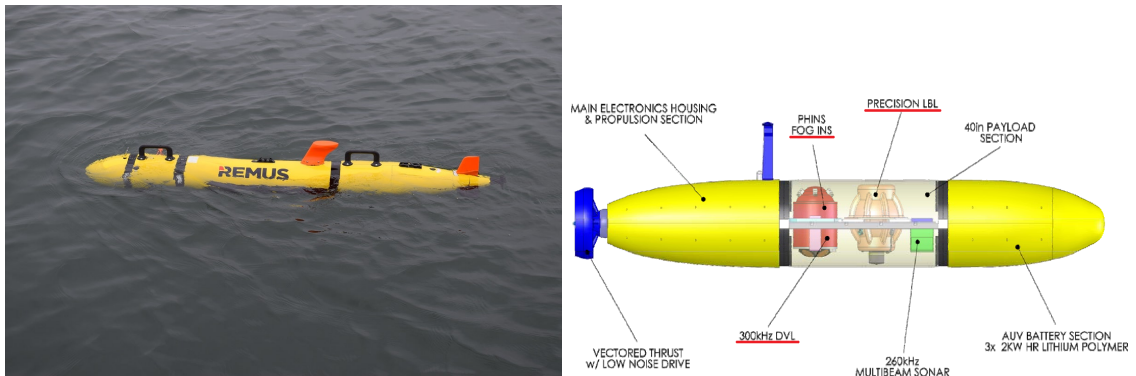 REMUS
MAIN ELECTRONICS HOUSING
& PROPULSION SECTION
PHINS
FOG INS
PRECISION LBL
40in PAYLOAD
SECTION
VECTORED THRUST
w/ LOW NOISE DRIVE
300kHz DVL
260kHz
MULTIBEAM SONAR
AUV BATTERY SECTION
3x 2KW HR LITHIUM POLYMER